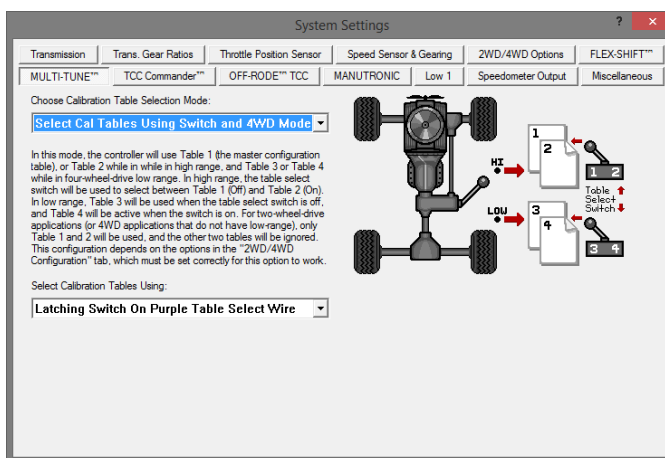 System Settings
?
×
Transmission
Trans. Gear Ratios
Throttle Position Sensor
Speed Sensor & Gearing
2WD/4WD Options
FLEX-SHIFT™
MULTI-TUNE™
TCC Commander™
OFF-RODE™ TCC
MANUTRONIC
Low 1
Speedometer Output
Miscellaneous
Choose Calibration Table Selection Mode:
Select Cal Tables Using Switch and 4WD Mode
In this mode, the controller will use Table 1 (the master configuration
table), or Table 2 while in while in high range, and Table 3 or Table 4
while in four-wheel-drive low range. In high range, the table select
switch will be used to select between Table 1 (Off) and Table 2 (On).
In low range, Table 3 will be used when the table select switch is off,
and Table 4 will be active when the switch is on. For two-wheel-drive
applications (or 4WD applications that do not have low-range), only
Table 1 and 2 will be used, and the other two tables will be ignored.
This configuration depends on the options in the "2WD/4WD
Configuration" tab, which must be set correctly for this option to work.
Select Calibration Tables Using:
Latching Switch On Purple Table Select Wire
HI
1
2
1 2
Table
Select
Switch
LOW
3
4
3 4